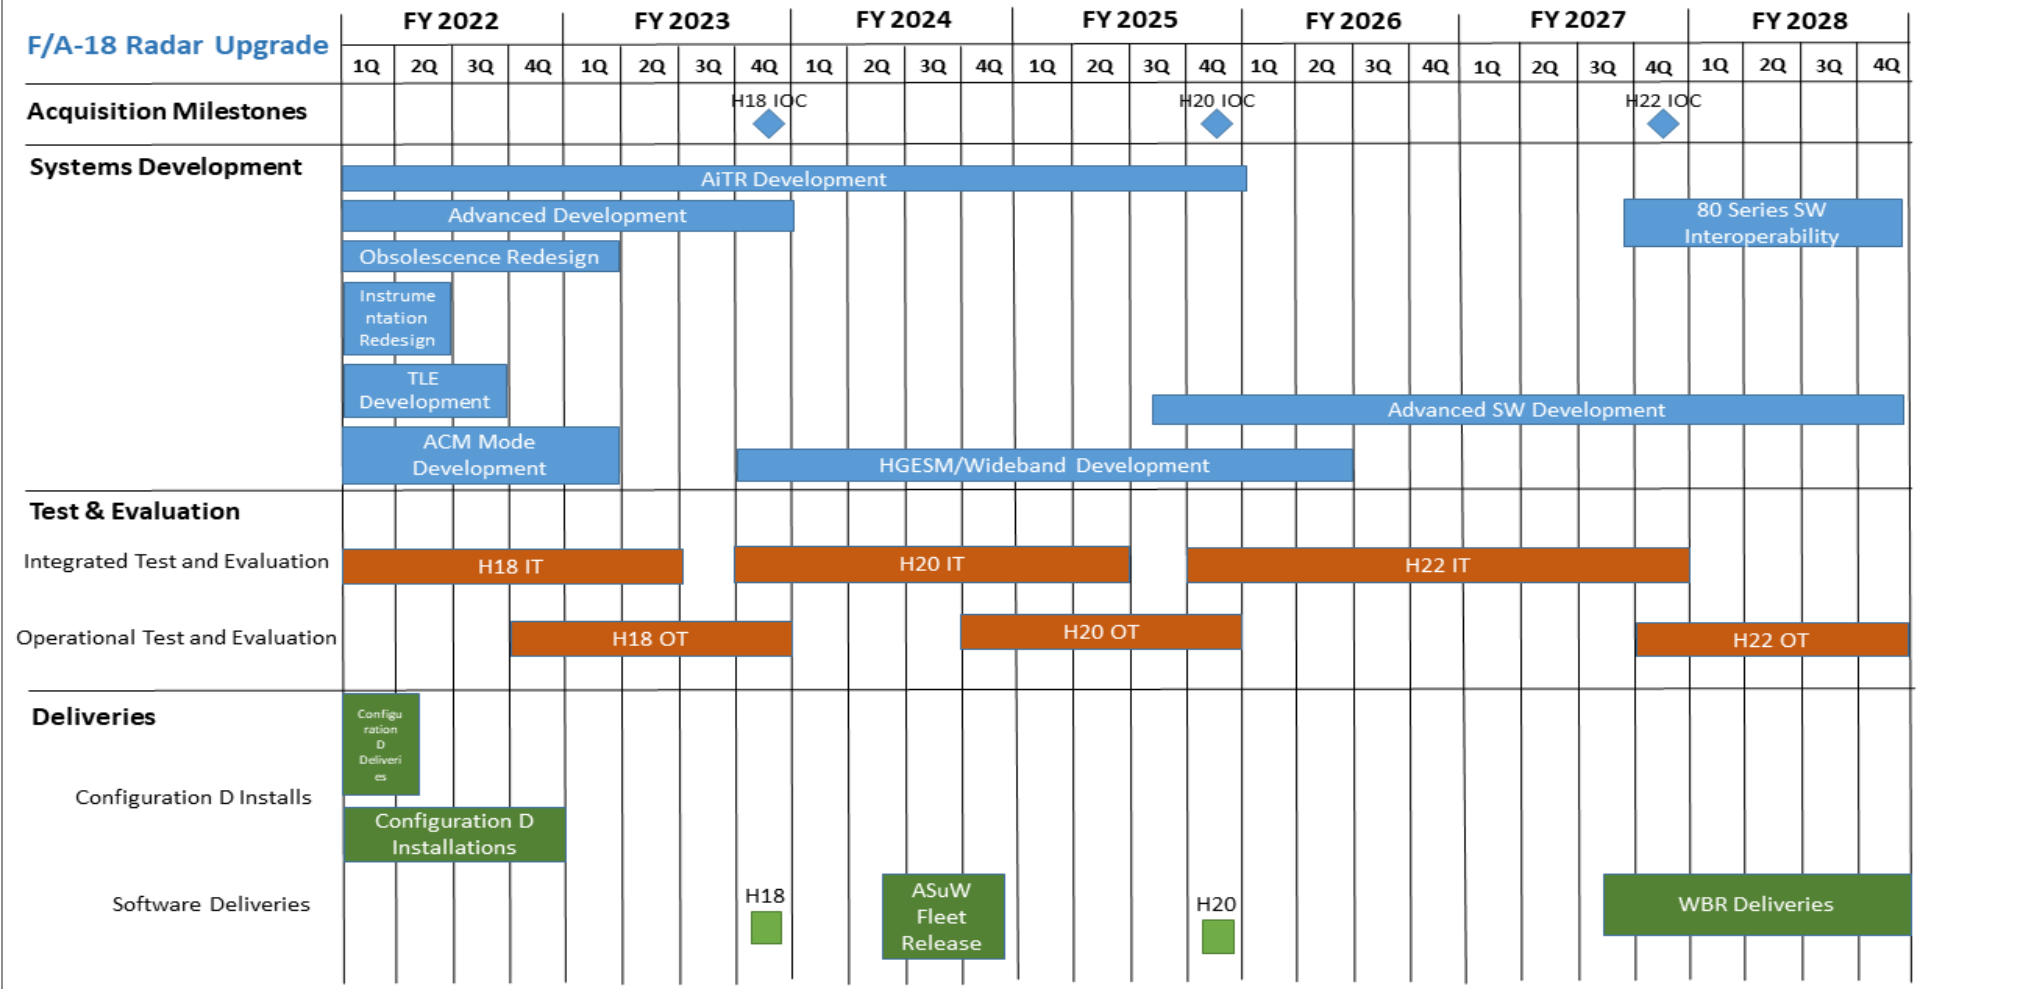 F/A-18 Radar Upgrade
FY 2022 FY 2023 FY 2024 FY 2025 FY 2026 FY 2027 FY 2028
1Q 2Q 3Q 4Q 1Q 2Q 3Q 4Q 1Q 2Q 3Q 4Q 1Q 2Q 3Q 4Q 1Q 2Q 3Q 4Q 1Q 2Q 3Q 4Q 1Q 2Q 3Q 4Q
Acquisition Milestones
H18 IOC
H20 IOC
H22 IOC
Systems Development
AiTR Development
Advanced Development
80 Series SW
Interoperability
Obsolescence Redesign
Instrume
ntation
Redesign
TLE
Development
Advanced SW Development
ACM Mode
Development
HGESM/Wideband Development
Test & Evaluation
Integrated Test and Evaluation
H18 IT
H20 IT
H22 IT
Operational Test and Evaluation
H18 OT
H20 OT
H22 OT
Deliveries
Configu
ration
D
Deliveri
es
Configuration D Installs
Configuration D
Installations
Software Deliveries
H18
ASuW
Fleet
Release
H20
WBR Deliveries